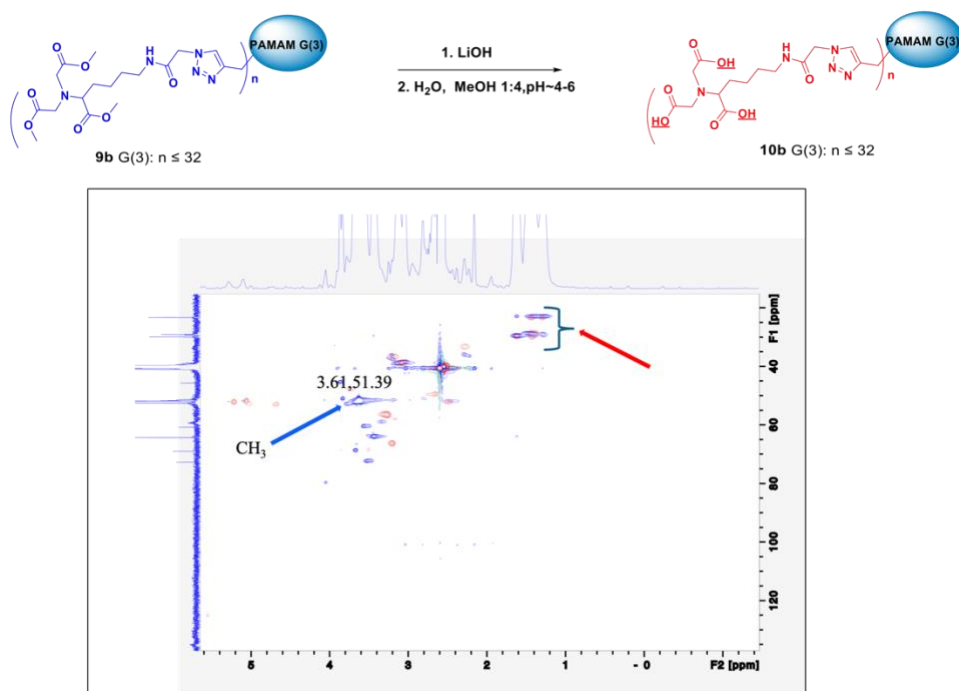 O
O
O
O
O
O
N
NH
O
N
N
N
PAMAM G(3)
n
9b G(3): n ≤ 32
1. LiOH
2. H₂O, MeOH 1:4,pH~4-6
O
OH
O
HO
O
OH
N
NH
O
N
N
N
PAMAM G(3)
n
10b G(3): n ≤ 32
3.61,51.39
CH₃
F1 [ppm]
40
60
80
100
120
5
4
3
2
1
- 0
F2 [ppm]